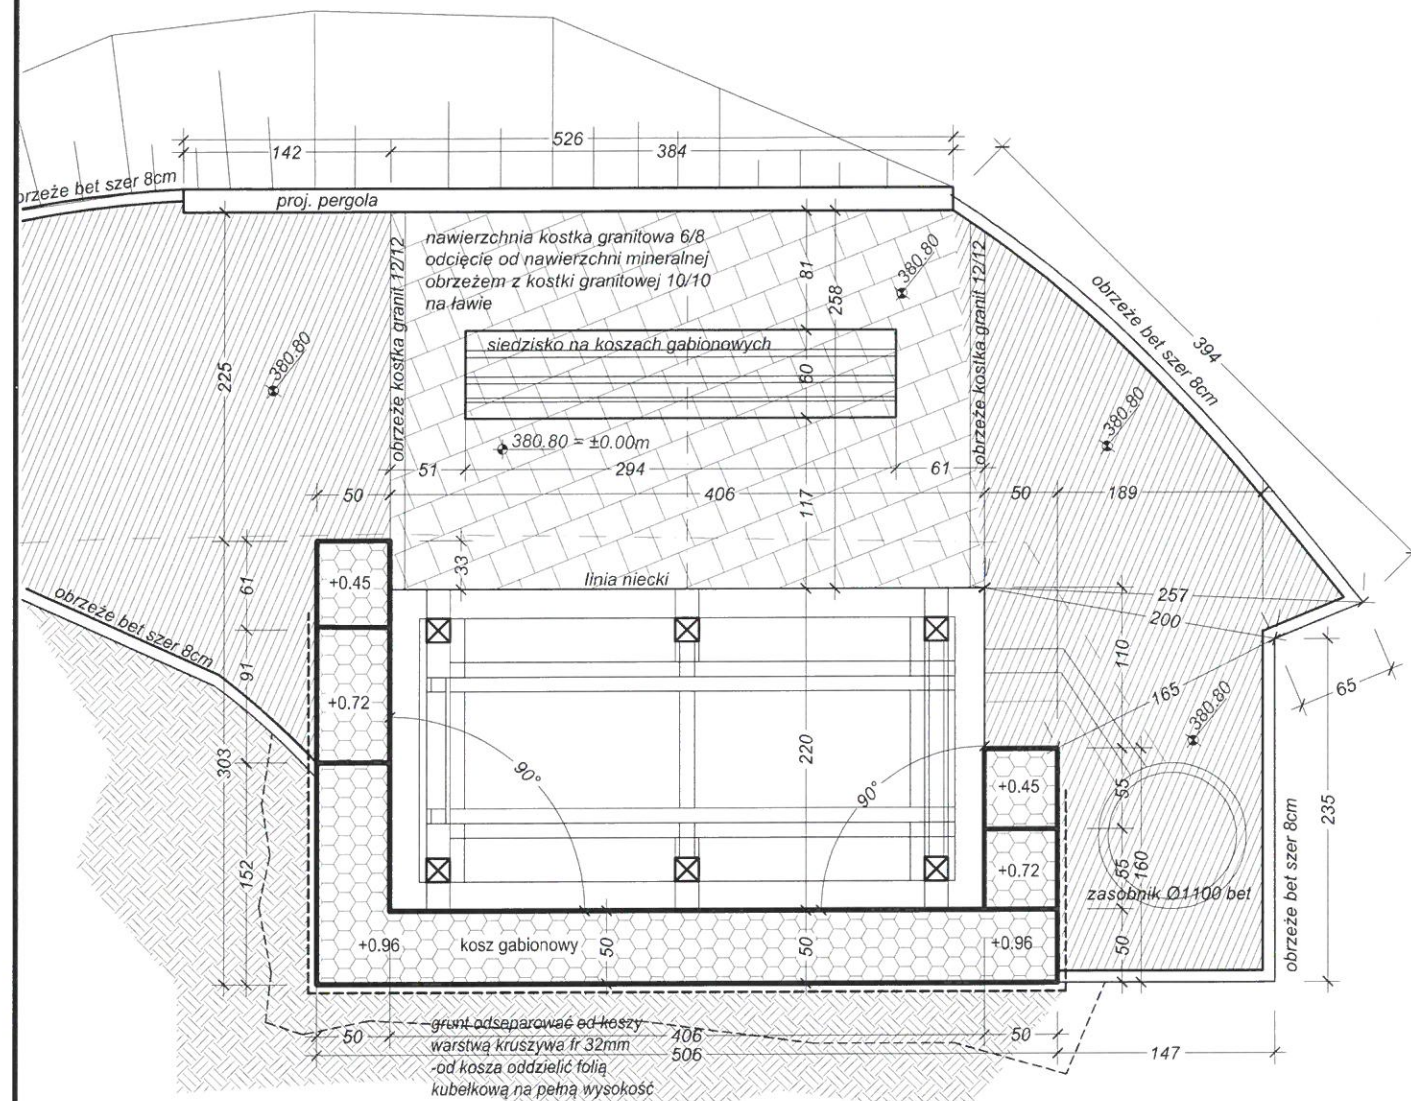 526
142
384
orzeże bet szer 8cm
proj. pergola
nawierzchnia kostka granitowa 6/8
odcięcie od nawierzchni mineralnej
obrzeżem z kostki granitowej 10/10
na ławie
obrzeże kostka granit 12/12
81
258
380.80
obrzeże kostka granit 12/12
obrzeże bet szer 8cm
394
225
380.80
siedzisko na koszach gabionowych
60
380.80
380.80 = ±0.00m
51
294
61
50
406
117
50
189
33
linia niecki
61
+0.45
257
200
obrzeże bet szer 8cm
91
+0.72
110
165
65
380.80
303
90°
220
90°
+0.45
55
235
152
+0.72
55
160
zasobnik Ø1100 bet
obrzeże bet szer 8cm
+0.96
kosz gabionowy
50
50
+0.96
50
grunt odseparować od koszy
50
406
50
warstwą kruszywa fr 32mm
506
147
-od kosza oddzielić folią
kubełkową na pełną wysokość